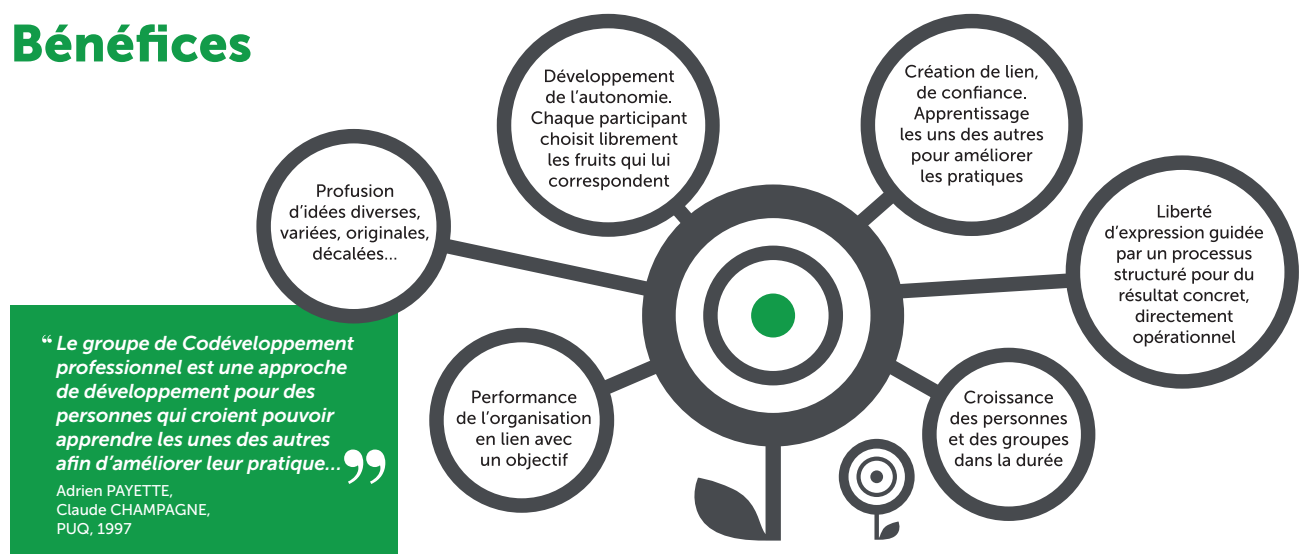 Bénéfices
Profusion
d'idées diverses,
variées, originales,
décalées...
Développement
de l'autonomie.
Chaque participant
choisit librement
les fruits qui lui
correspondent
Création de lien,
de confiance.
Apprentissage
les uns des autres
pour améliorer
les pratiques
Liberté
d'expression guidée
par un processus
structuré pour du
résultat concret,
directement
opérationnel
Performance
de l'organisation
en lien avec
un objectif
Croissance
des personnes
et des groupes
dans la durée
“ Le groupe de Codéveloppement
professionnel est une approche
de développement pour des
personnes qui croient pouvoir
apprendre les unes des autres
afin d'améliorer leur pratique... ”
Adrien PAYETTE,
Claude CHAMPAGNE,
PUQ, 1997